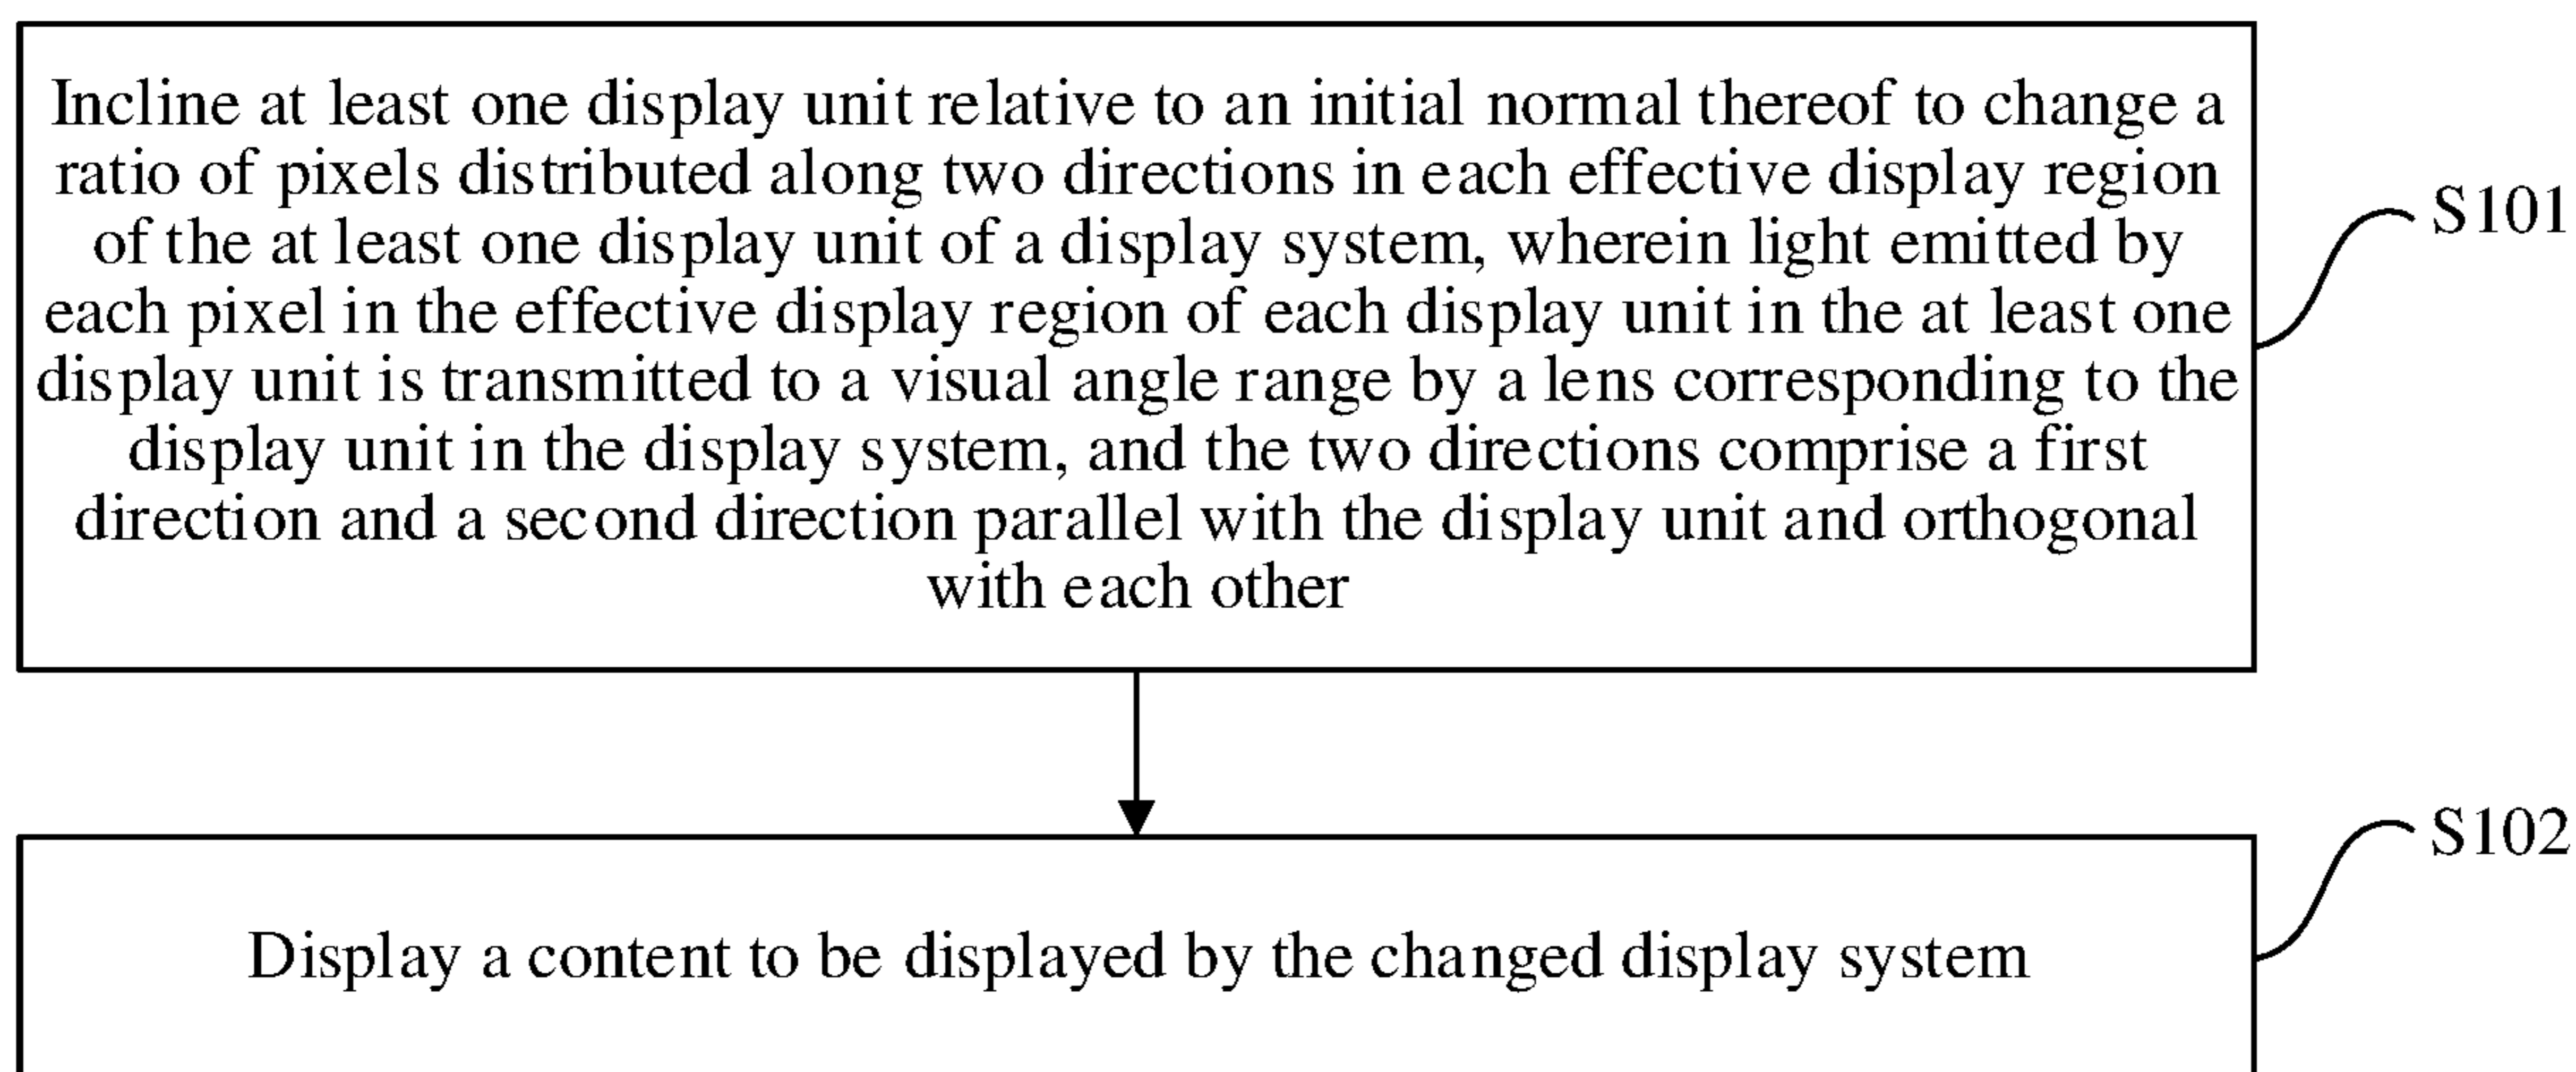 Incline at least one display unit relative to an initial normal thereof to change a
ratio of pixels distributed along two directions in each effective display region
of the at least one display unit of a display system, wherein light emitted by
each pixel in the effective display region of each display unit in the at least one
display unit is transmitted to a visual angle range by a lens corresponding to the
display unit in the display system, and the two directions comprise a first
direction and a second direction parallel with the display unit and orthogonal
with each other
S101
Display a content to be displayed by the changed display system
S102